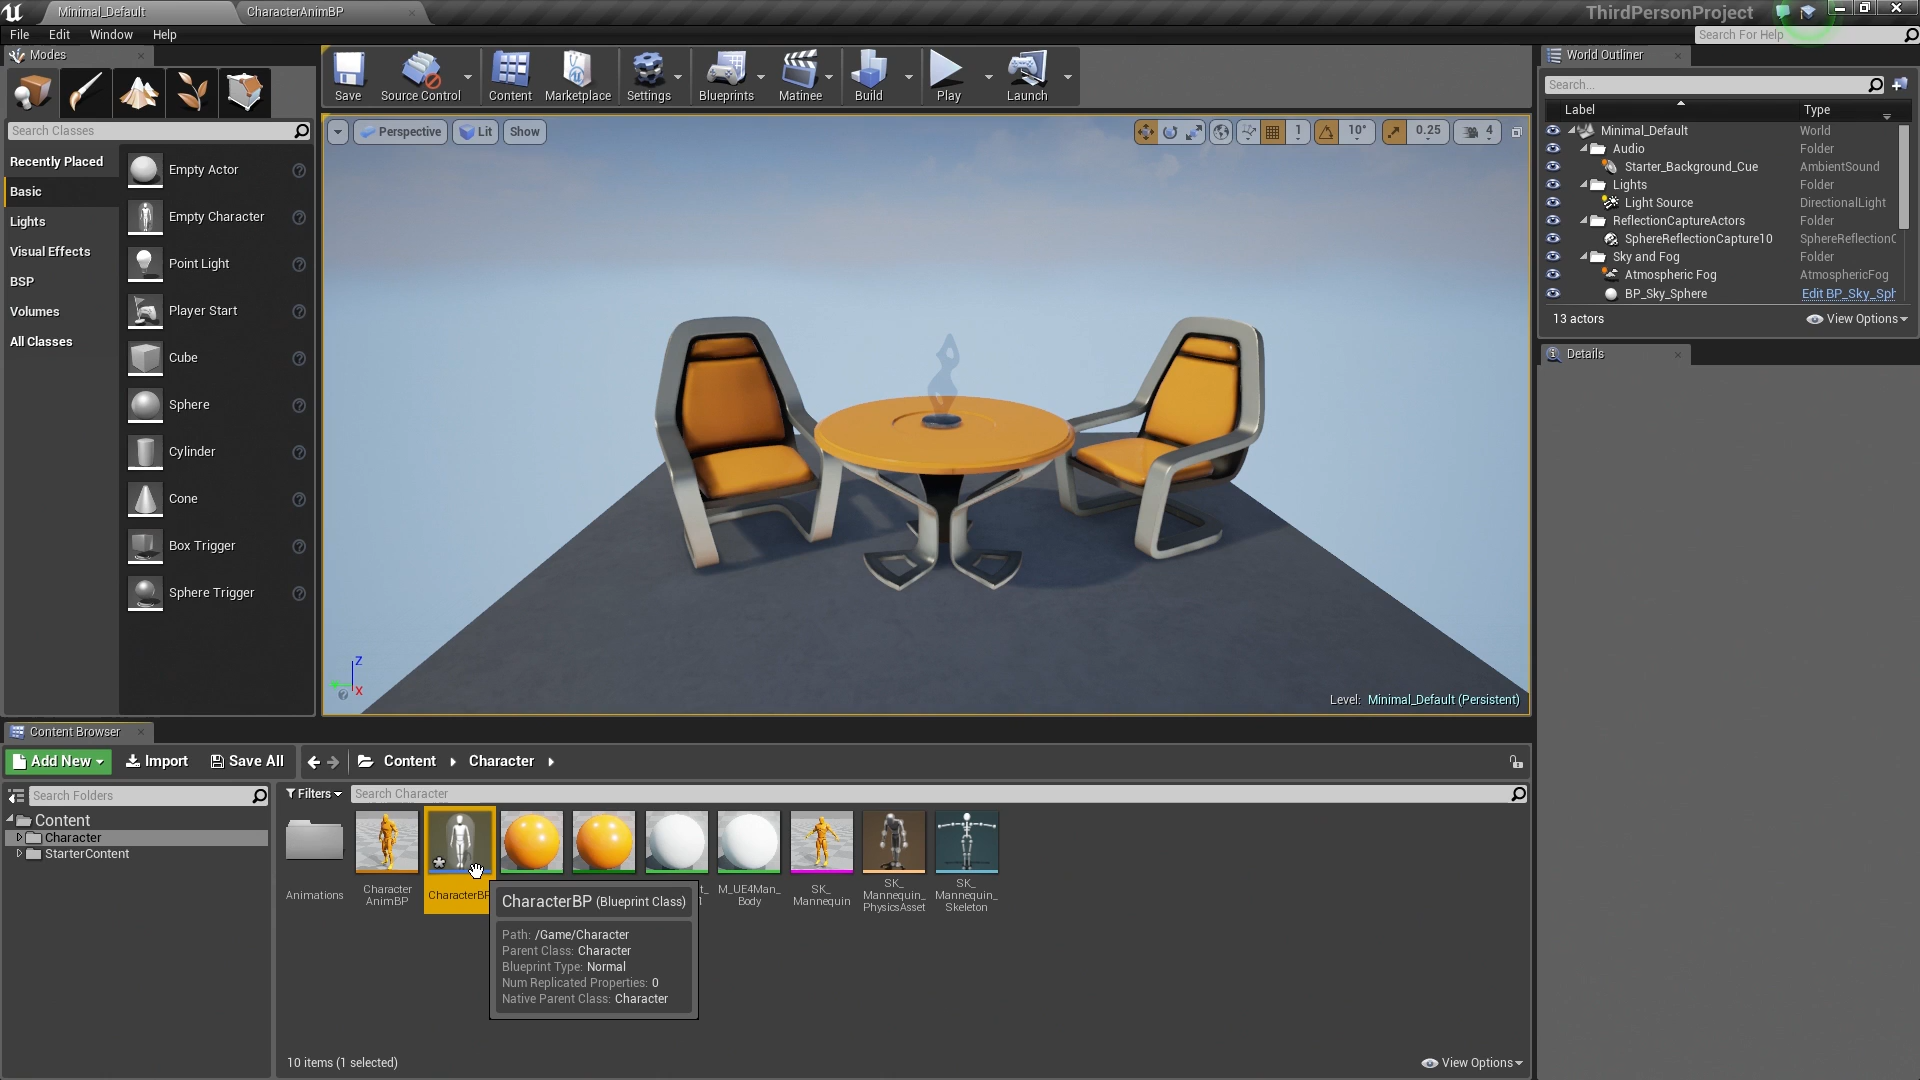 Minimal_Default
CharacterAnimBP
ThirdPersonProject
File Edit Window Help
Search For Help
Modes
Save
Source Control
Content
Marketplace
Settings
Blueprints
Matinee
Build
Play
Launch
World Outliner
Search...
Label Type
Search Classes
Perspective Lit Show
1 10° 0.25 4
Recently Placed
Basic
Lights
Visual Effects
BSP
Volumes
All Classes
Empty Actor
Empty Character
Point Light
Player Start
Cube
Sphere
Cylinder
Cone
Box Trigger
Sphere Trigger
Minimal_Default World
Audio Folder
Starter_Background_Cue AmbientSound
Lights Folder
Light Source DirectionalLight
ReflectionCaptureActors Folder
SphereReflectionCapture10 SphereReflectionC
Sky and Fog Folder
Atmospheric Fog AtmosphericFog
BP_Sky_Sphere Edit BP_Sky_Sph
13 actors View Options
Details
Z
X
Level: Minimal_Default (Persistent)
Content Browser
Add New Import Save All Content Character
Search Folders
Filters Search Character
Content
Character
StarterContent
Animations
Character
AnimBP
CharacterBP
M_UE4Man_
Body
SK_
Mannequin
SK_
Mannequin_
PhysicsAsset
SK_
Mannequin_
Skeleton
CharacterBP (Blueprint Class)
Path: /Game/Character
Parent Class: Character
Blueprint Type: Normal
Num Replicated Properties: 0
Native Parent Class: Character
10 items (1 selected)
View Options